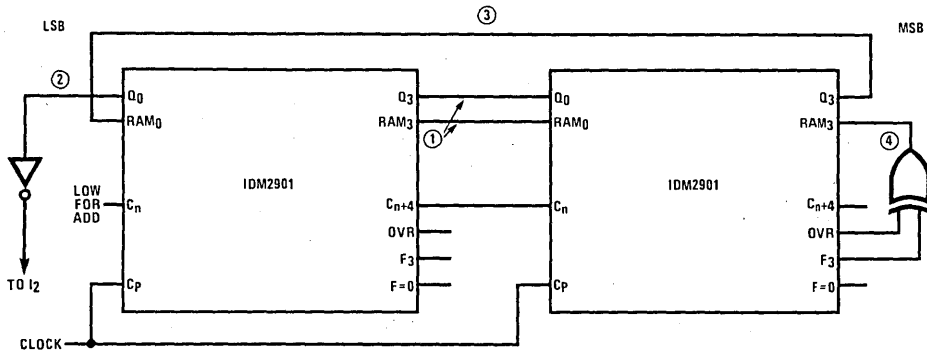 ③
LSB
MSB
②
Q0
Q3
Q0
Q3
RAM0
RAM3
①
RAM0
RAM3
④
IDM2901
IDM2901
LOW
FOR
ADD
Cn
Cn+4
Cn
Cn+4
OVR
OVR
F3
F3
TO I2
CP
F=0
CP
F=0
CLOCK